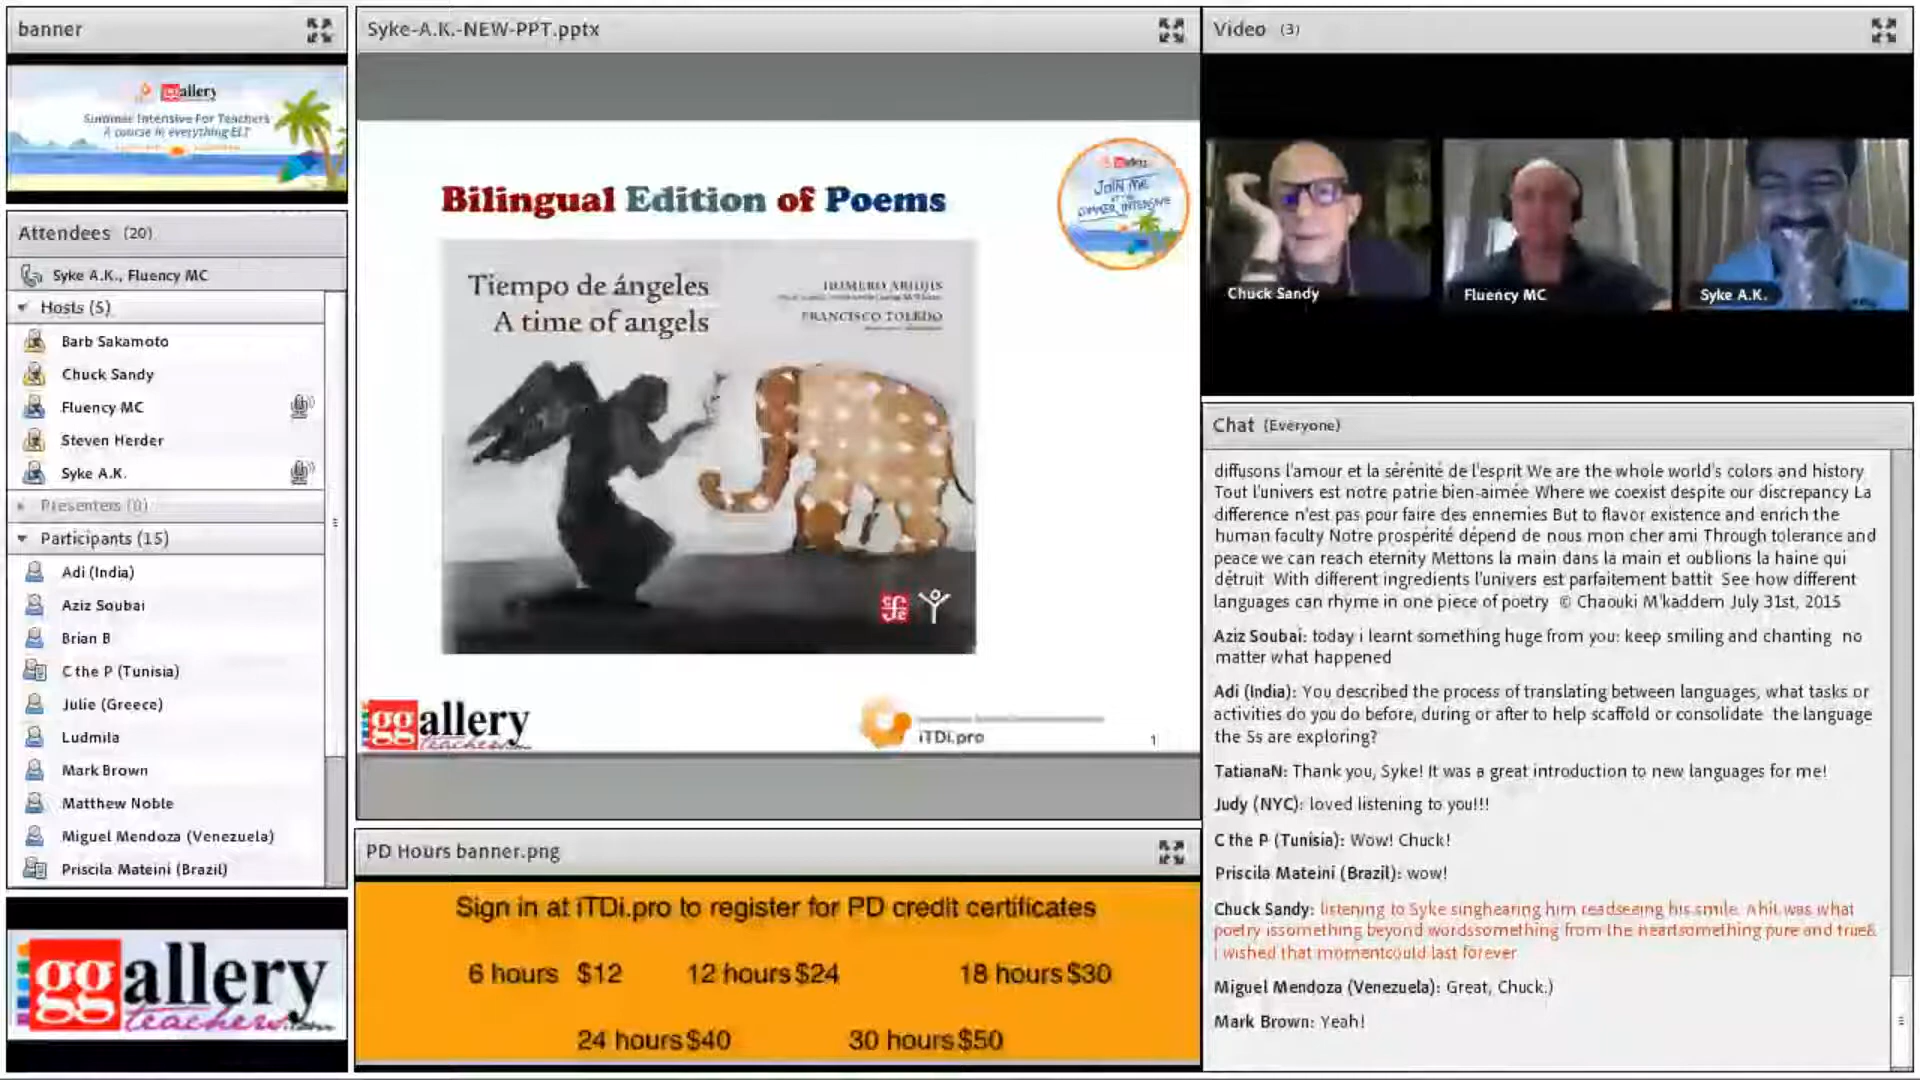 banner
ggallery
Summer Intensive For Teachers
A course in everything ELT
Attendees (20)
Syke A.K., Fluency MC
Hosts (5)
Barb Sakamoto
Chuck Sandy
Fluency MC
Steven Herder
Syke A.K.
Presenters (0)
Participants (15)
Adi (India)
Aziz Soubai
Brian B
C the P (Tunisia)
Julie (Greece)
Ludmila
Mark Brown
Matthew Noble
Miguel Mendoza (Venezuela)
Priscila Mateini (Brazil)
ggallery
teachers.com
Syke-A.K.-NEW-PPT.pptx
JOIN ME
SUMMER INTENSIVE
Bilingual Edition of Poems
Tiempo de ángeles
A time of angels
HOMERO ARIDJIS
FRANCISCO TOLEDO
ggallery
teachers.com
iTDi.pro
1
PD Hours banner.png
Sign in at iTDi.pro to register for PD credit certificates
6 hours $12 12 hours $24 18 hours $30
24 hours $40 30 hours $50
Video (3)
Chuck Sandy
Fluency MC
Syke A.K.
Chat (Everyone)
diffusons l'amour et la sérénité de l'esprit We are the whole world's colors and history
Tout l'univers est notre patrie bien-aimée Where we coexist despite our discrepancy La
difference n'est pas pour faire des ennemies But to flavor existence and enrich the
human faculty Notre prospérité dépend de nous mon cher ami Through tolerance and
peace we can reach eternity Mettons la main dans la main et oublions la haine qui
détruit With different ingredients l'univers est parfaitement battit See how different
languages can rhyme in one piece of poetry © Chaouki M'kaddem July 31st, 2015
Aziz Soubai: today i learnt something huge from you: keep smiling and chanting no
matter what happened
Adi (India): You described the process of translating between languages, what tasks or
activities do you do before, during or after to help scaffold or consolidate the language
the Ss are exploring?
TatianaN: Thank you, Syke! It was a great introduction to new languages for me!
Judy (NYC): loved listening to you!!!
C the P (Tunisia): Wow! Chuck!
Priscila Mateini (Brazil): wow!
Chuck Sandy: listening to Syke singhearing him readseeing his smile. Ahit was what
poetry issomething beyond wordssomething from the heartsomething pure and true&
I wished that momentcould last forever
Miguel Mendoza (Venezuela): Great, Chuck.)
Mark Brown: Yeah!